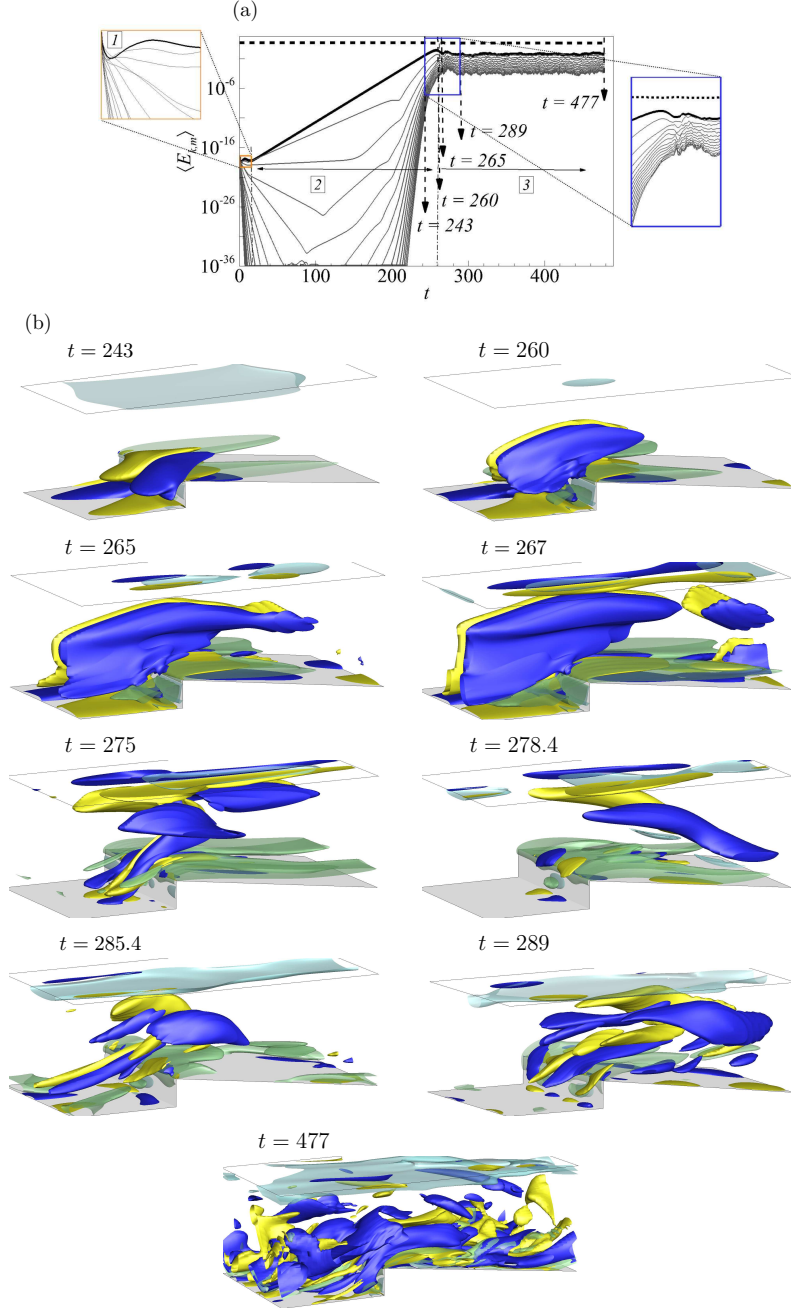 (a)
1
10⁻⁶
10⁻¹⁶
10⁻²⁶
10⁻³⁶
⟨E_{k,m}⟩
t = 477
t = 289
t = 265
t = 260
t = 243
2
3
0 100 200 300 400
t
(b)
t = 243 t = 260
t = 265 t = 267
t = 275 t = 278.4
t = 285.4 t = 289
t = 477